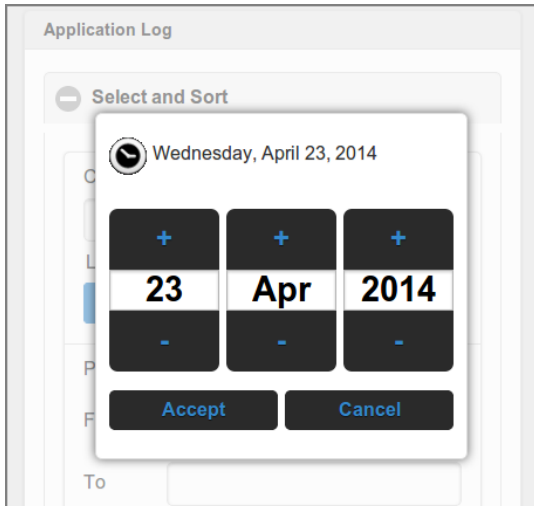 Application Log
Select and Sort
Wednesday, April 23, 2014
+ + +
23 Apr 2014
- - -
Accept Cancel
To